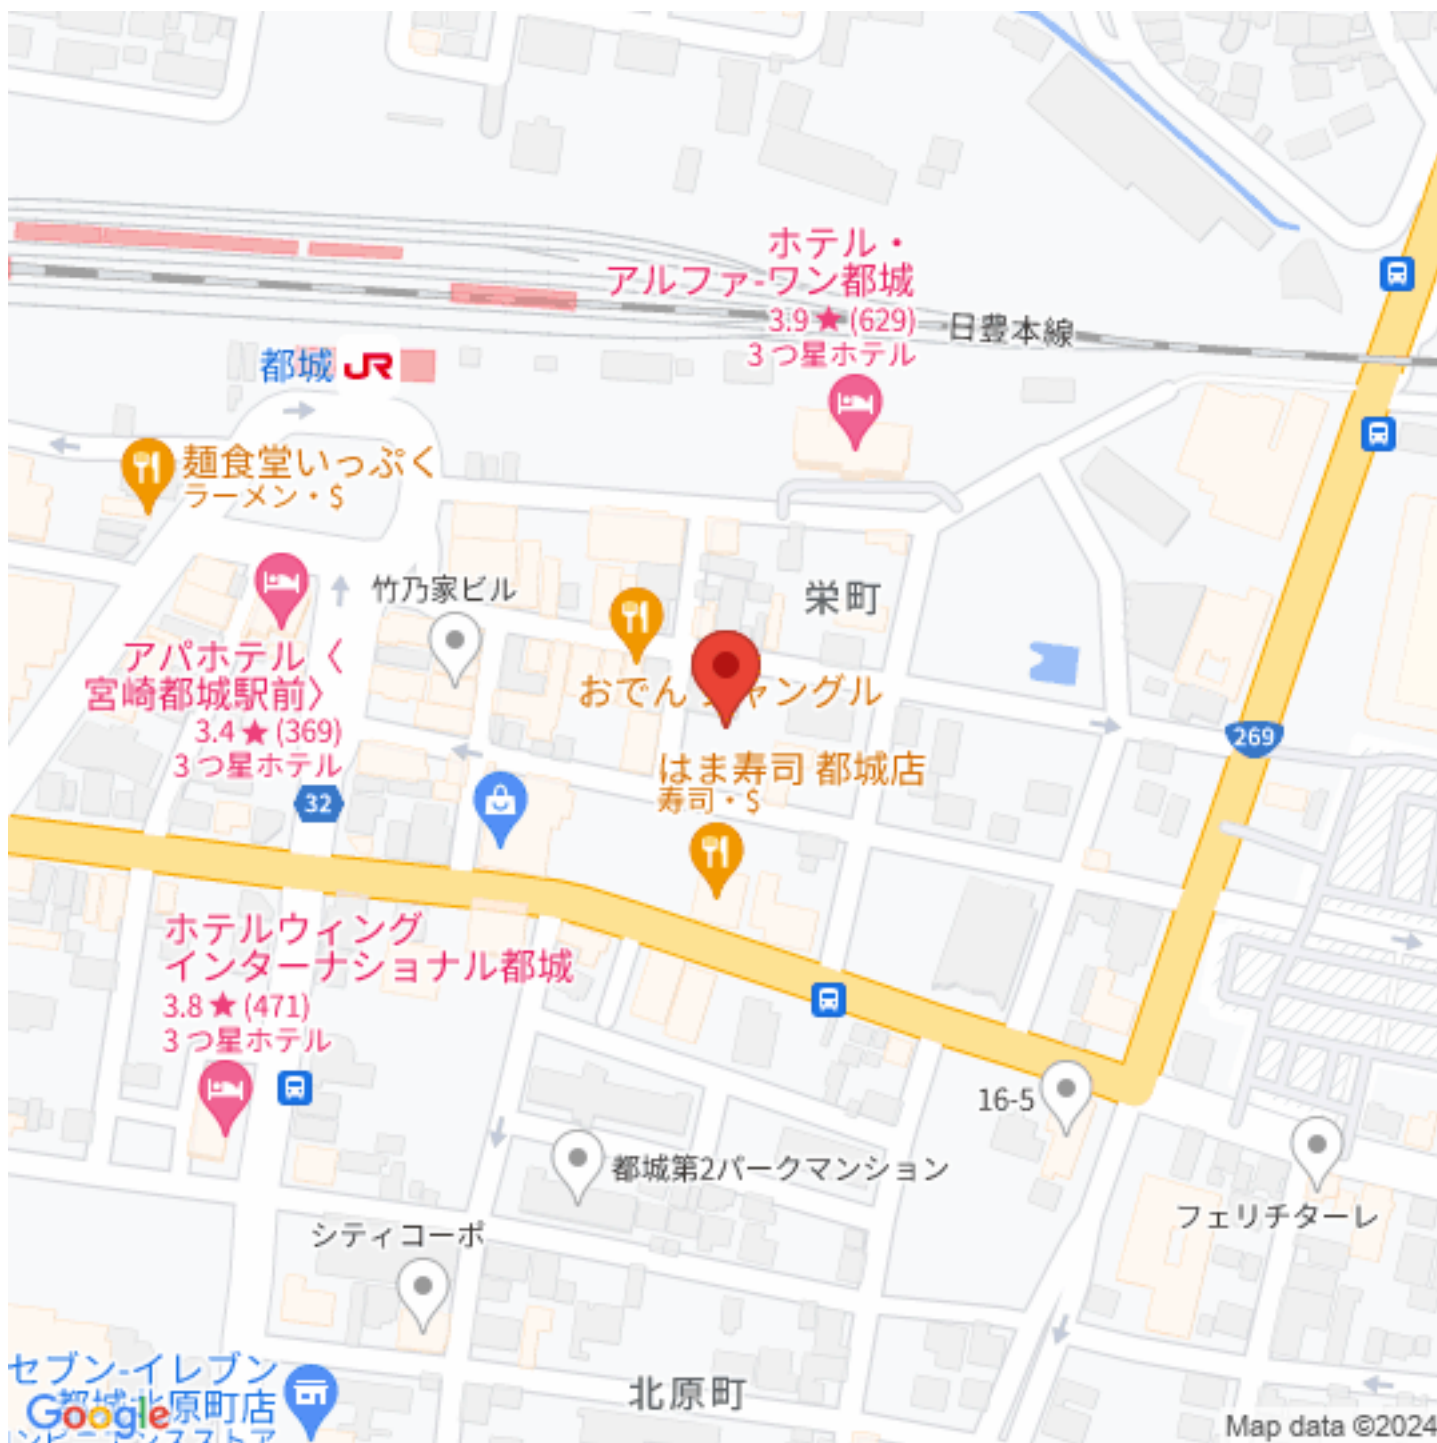 ホテル・
アルファ-ワン都城
3.9★(629)
3つ星ホテル
日豊本線
都城 JR
麺食堂いっぷく
ラーメン・$
竹乃家ビル
栄町
アパホテル〈
宮崎都城駅前〉
3.4★(369)
3つ星ホテル
おでん ジャングル
269
はま寿司 都城店
寿司・$
32
ホテルウィング
インターナショナル都城
3.8★(471)
3つ星ホテル
16-5
都城第2パークマンション
フェリチターレ
シティコーポ
セブン-イレブン
都城北原町店
北原町
Google
Map data ©2024